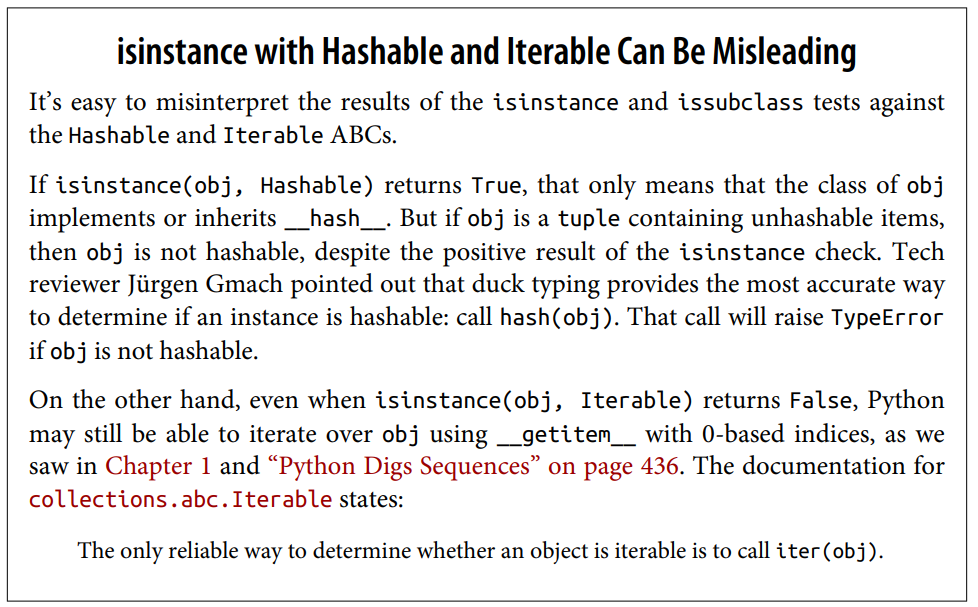 isinstance with Hashable and Iterable Can Be Misleading
It’s easy to misinterpret the results of the isinstance and issubclass tests against
the Hashable and Iterable ABCs.
If isinstance(obj, Hashable) returns True, that only means that the class of obj
implements or inherits __hash__. But if obj is a tuple containing unhashable items,
then obj is not hashable, despite the positive result of the isinstance check. Tech
reviewer Jürgen Gmach pointed out that duck typing provides the most accurate way
to determine if an instance is hashable: call hash(obj). That call will raise TypeError
if obj is not hashable.
On the other hand, even when isinstance(obj, Iterable) returns False, Python
may still be able to iterate over obj using __getitem__ with 0-based indices, as we
saw in Chapter 1 and “Python Digs Sequences” on page 436. The documentation for
collections.abc.Iterable states:
The only reliable way to determine whether an object is iterable is to call iter(obj).